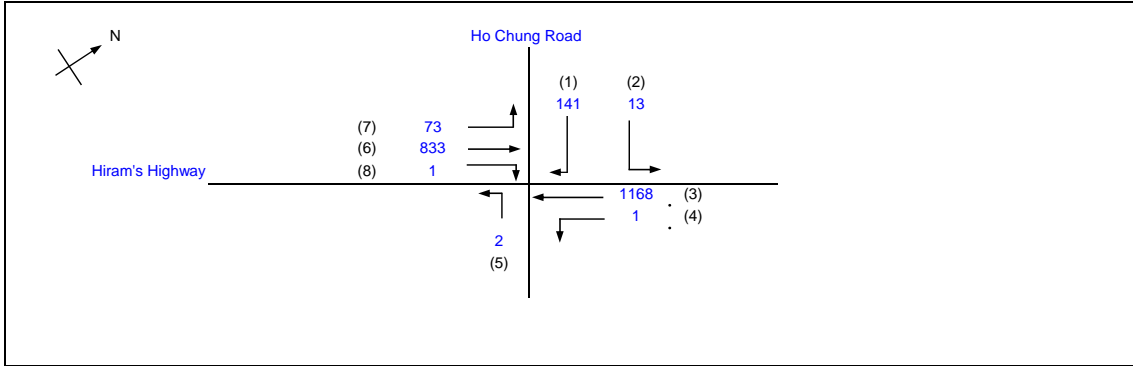 N
Ho Chung Road
(1) (2)
141 13
(7) 73
(6) 833
(8) 1
Hiram's Highway
1168 . (3)
1 . (4)
2
(5)